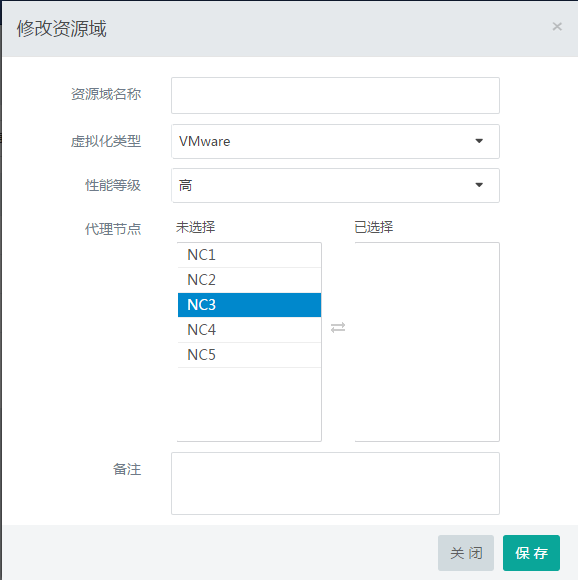 修改资源域
×
资源域名称
虚拟化类型 VMware
性能等级 高
代理节点 未选择 已选择
NC1
NC2
NC3
NC4
NC5
备注
关闭 保存